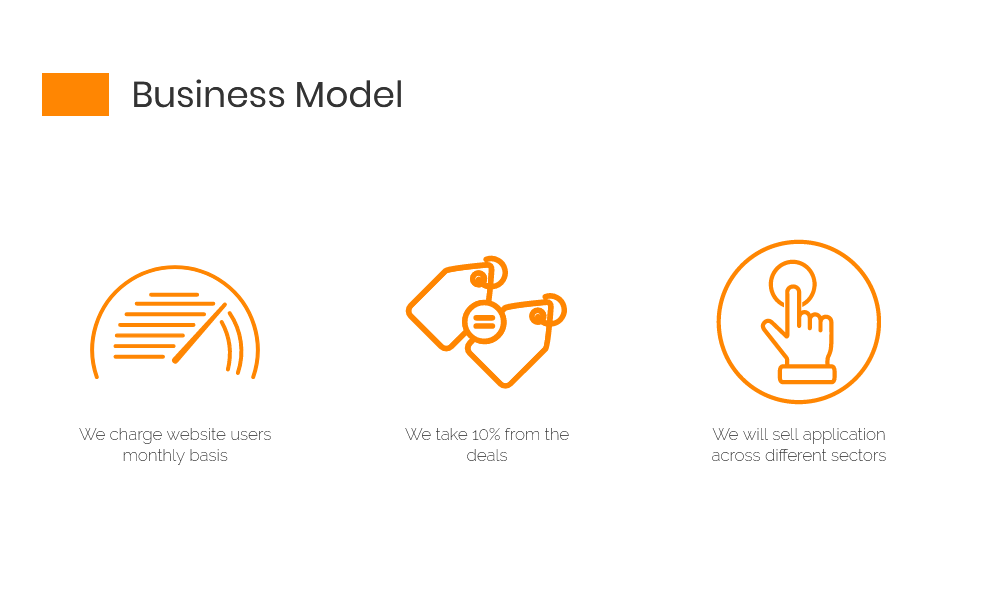 Business Model
We charge website users
monthly basis
We take 10% from the
deals
We will sell application
across different sectors